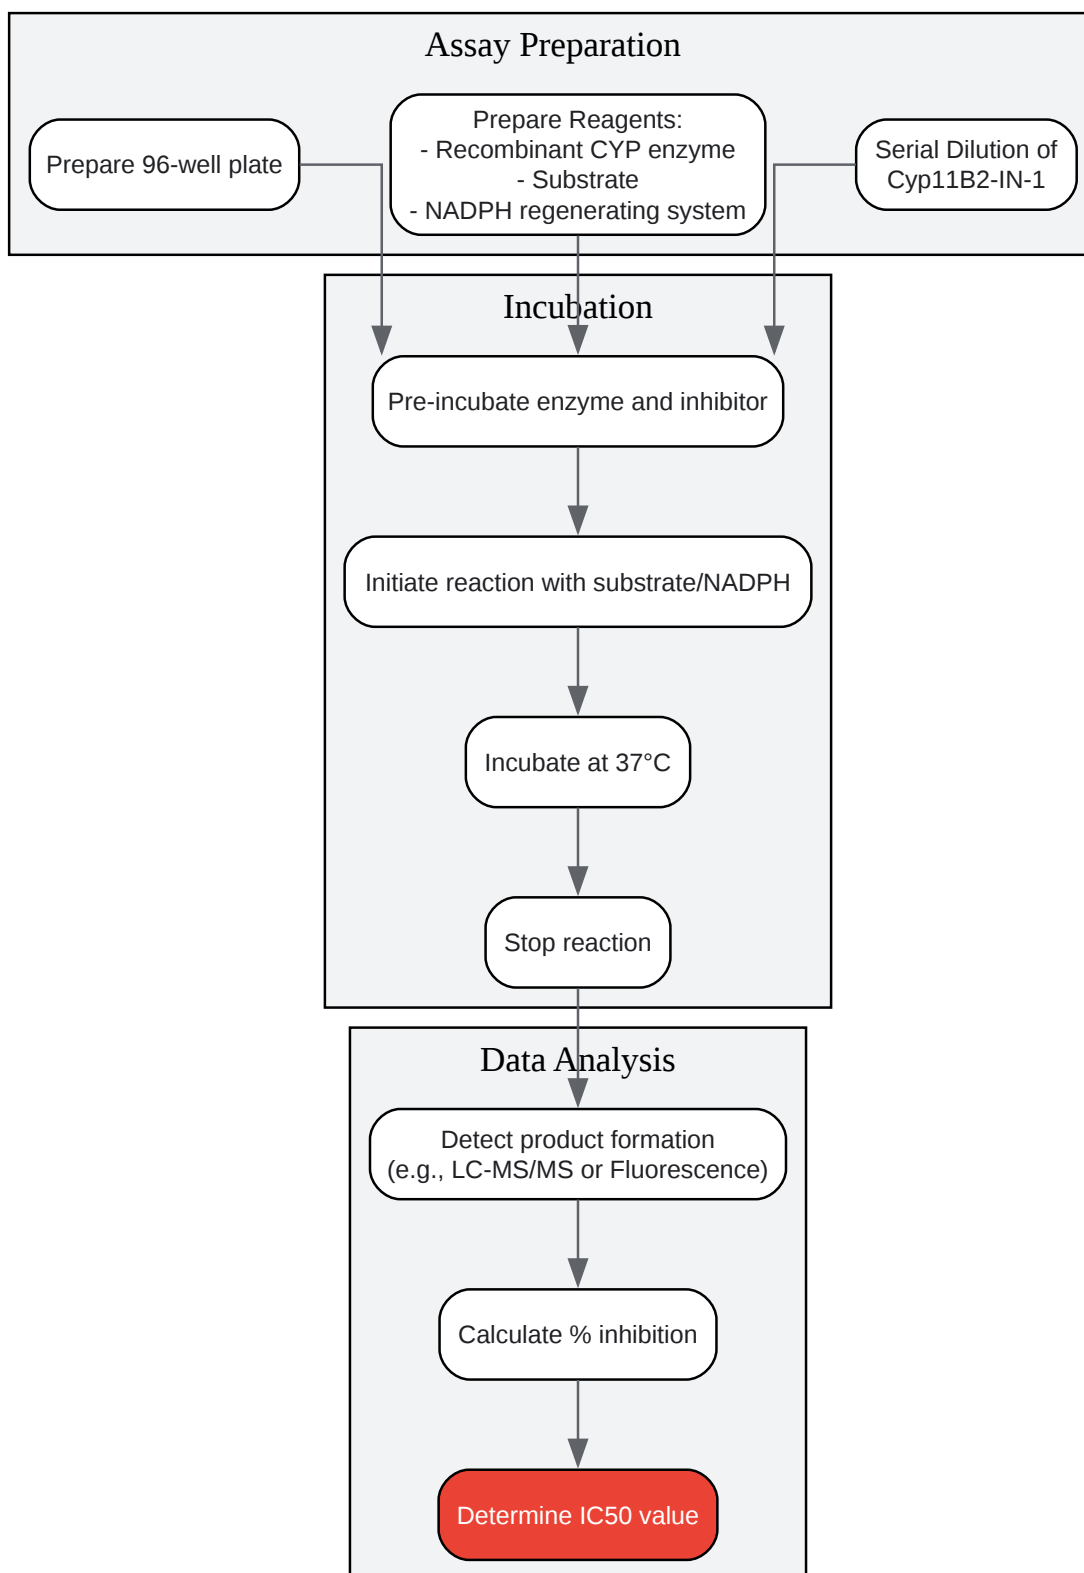 Assay Preparation
Prepare 96-well plate
Prepare Reagents:
- Recombinant CYP enzyme
- Substrate
- NADPH regenerating system
Serial Dilution of
Cyp11B2-IN-1
Incubation
Pre-incubate enzyme and inhibitor
Initiate reaction with substrate/NADPH
Incubate at 37°C
Stop reaction
Data Analysis
Detect product formation
(e.g., LC-MS/MS or Fluorescence)
Calculate % inhibition
Determine IC50 value